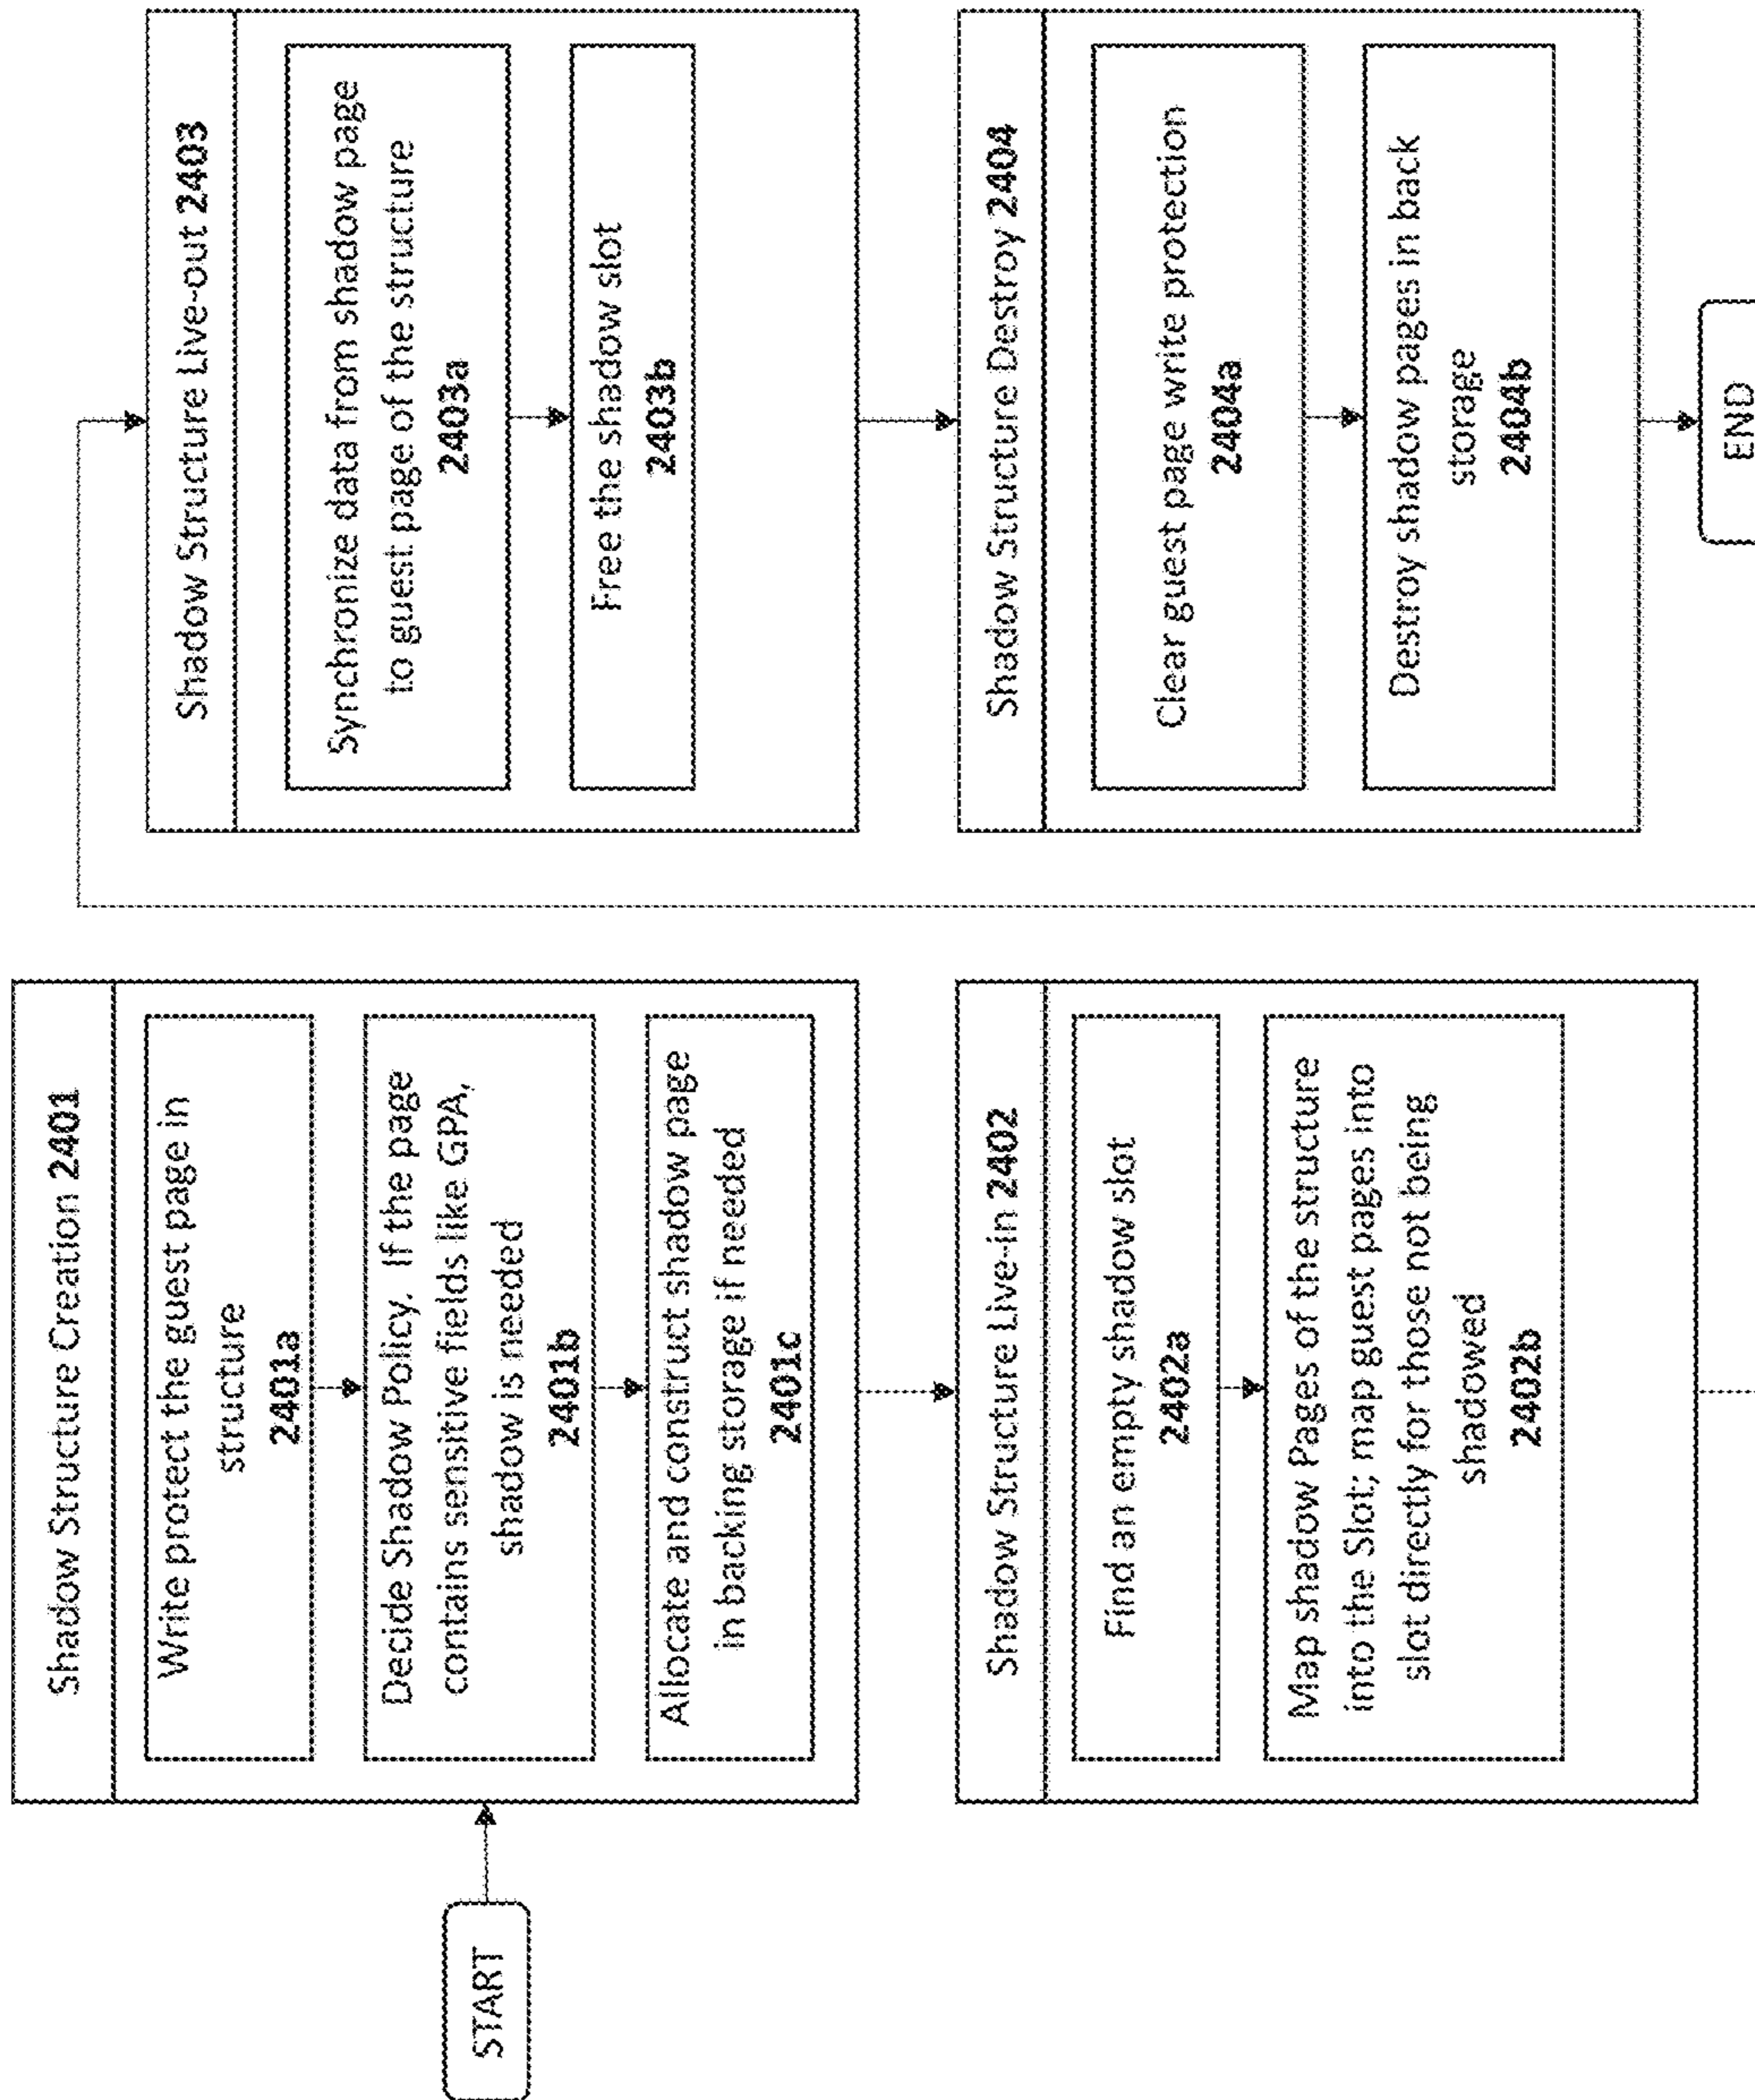 START
Shadow Structure Creation 2401
Write protect the guest page in
structure
2401a
Decide Shadow Policy. If the page
contains sensitive fields like GPA,
shadow is needed
2401b
Allocate and construct shadow page
in backing storage if needed
2401c
Shadow Structure Live-in 2402
Find an empty shadow slot
2402a
Map shadow Pages of the structure
into the Slot; map guest pages into
slot directly for those not being
shadowed
2402b
Shadow Structure Live-out 2403
Synchronize data from shadow page
to guest page of the structure
2403a
Free the shadow slot
2403b
Shadow Structure Destroy 2404
Clear guest page write protection
2404a
Destroy shadow pages in back
storage
2404b
END